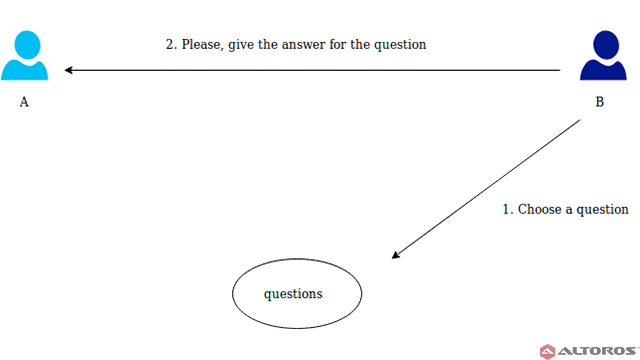 2. Please, give the answer for the question
A
B
1. Choose a question
questions
ALTOROS